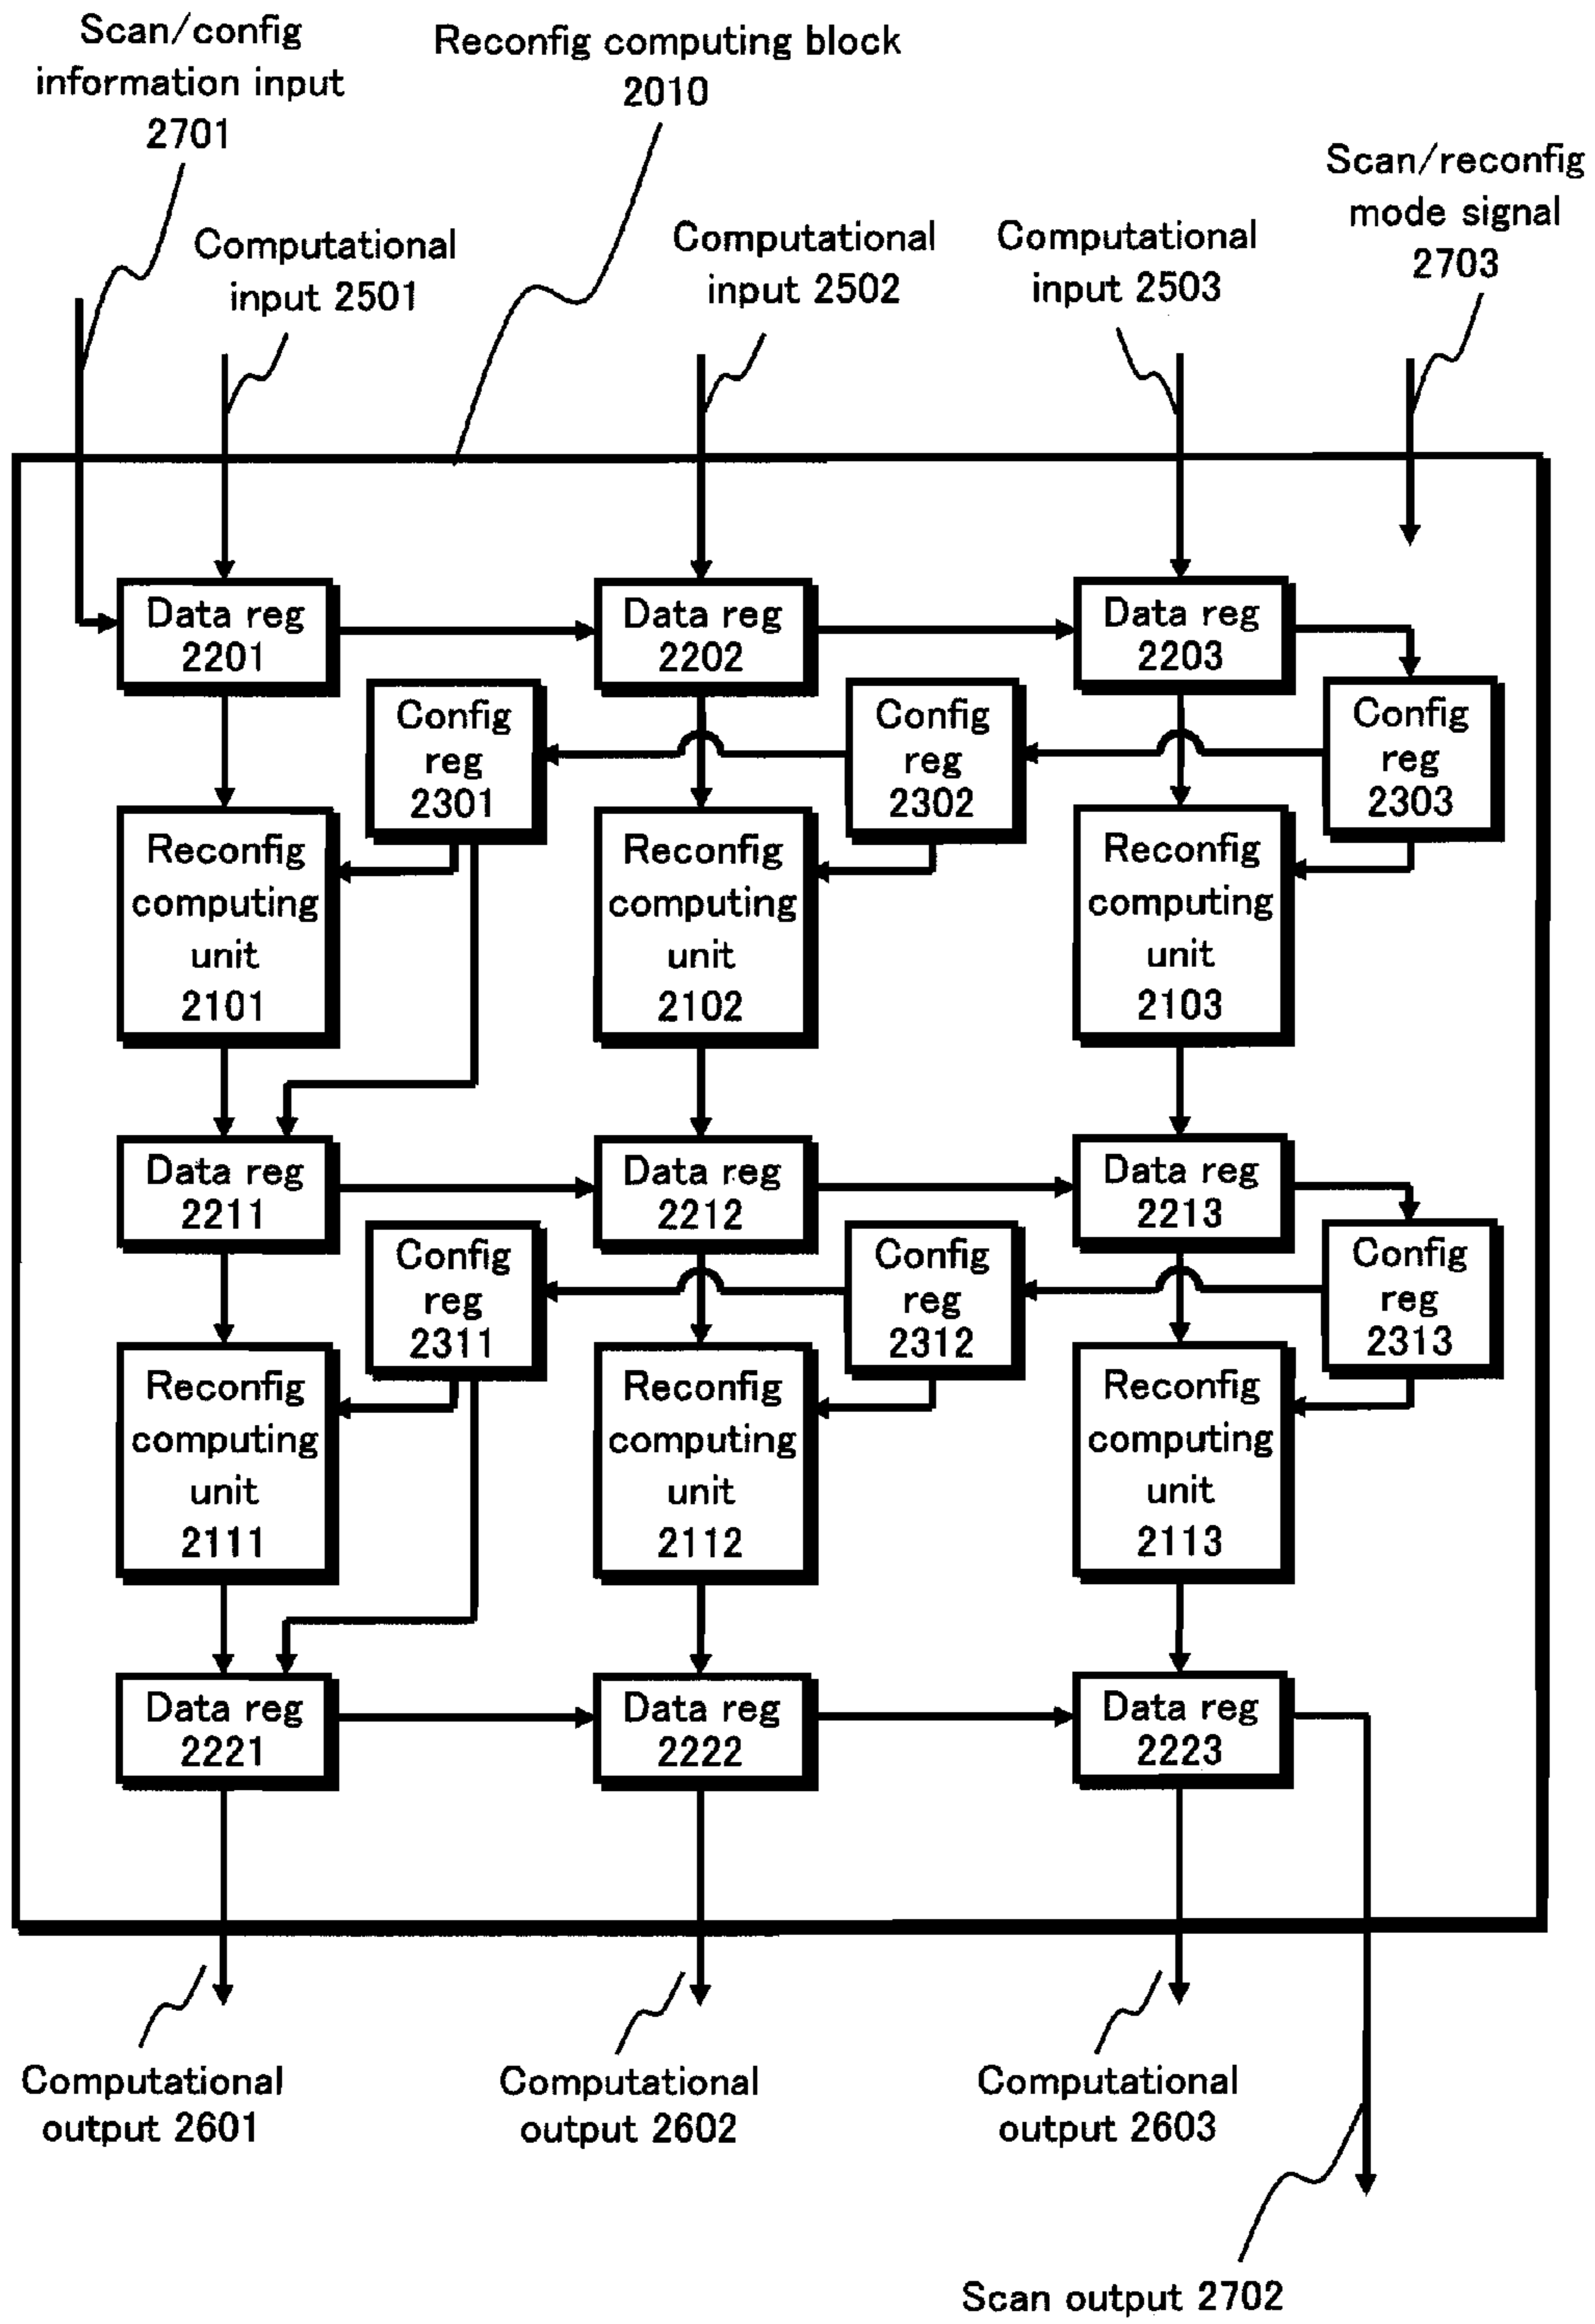 Scan/config
information input
2701
Reconfig computing block
2010
Scan/reconfig
mode signal
2703
Computational
input 2501
Computational
input 2502
Computational
input 2503
Data reg
2201
Data reg
2202
Data reg
2203
Config
reg
2301
Config
reg
2302
Config
reg
2303
Reconfig
computing
unit
2101
Reconfig
computing
unit
2102
Reconfig
computing
unit
2103
Data reg
2211
Data reg
2212
Data reg
2213
Config
reg
2311
Config
reg
2312
Config
reg
2313
Reconfig
computing
unit
2111
Reconfig
computing
unit
2112
Reconfig
computing
unit
2113
Data reg
2221
Data reg
2222
Data reg
2223
Computational
output 2601
Computational
output 2602
Computational
output 2603
Scan output 2702